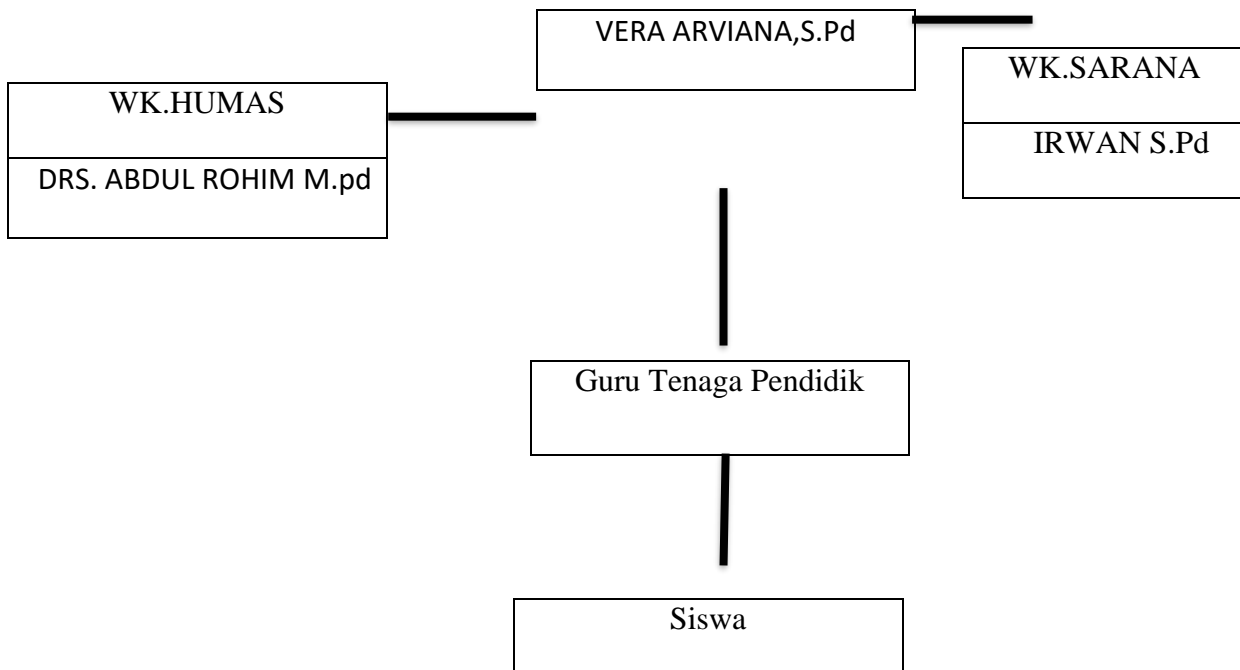 VERA ARVIANA,S.Pd
WK.HUMAS
DRS. ABDUL ROHIM M.pd
WK.SARANA
IRWAN S.Pd
Guru Tenaga Pendidik
Siswa